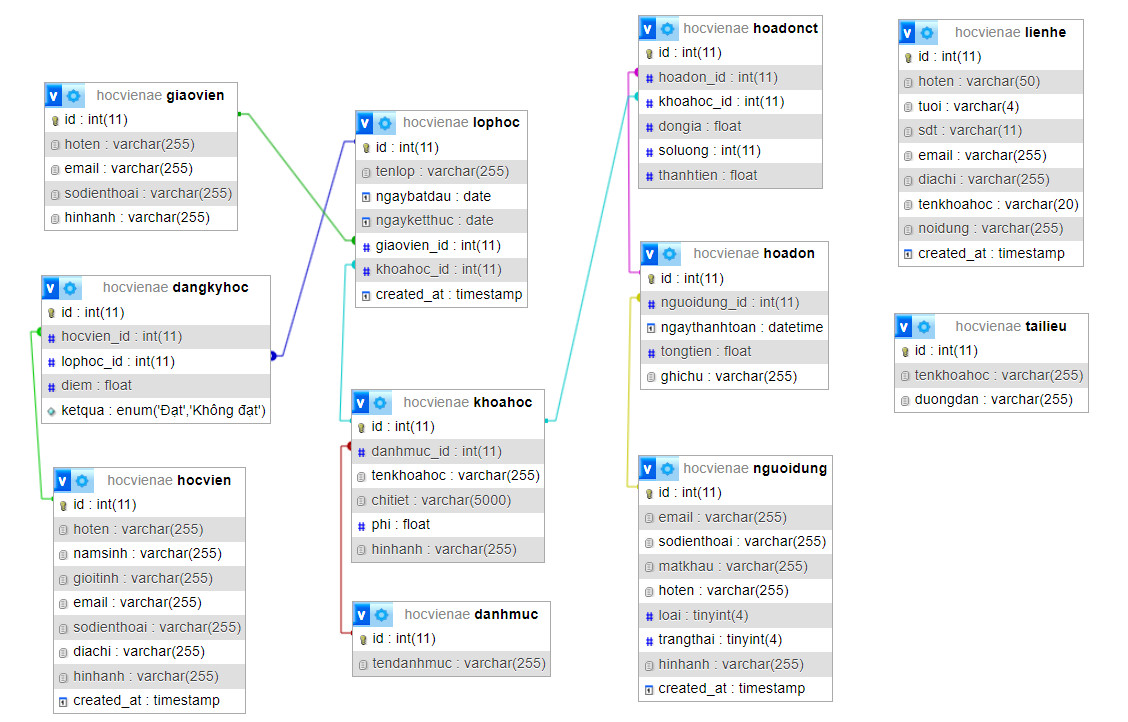 hocvienae giaovien
id : int(11)
hoten : varchar(255)
email : varchar(255)
sodienthoai : varchar(255)
hinhanh : varchar(255)
hocvienae dangkyhoc
id : int(11)
hocvien_id : int(11)
lophoc_id : int(11)
diem : float
ketqua : enum('Đạt','Không đạt')
hocvienae hocvien
id : int(11)
hoten : varchar(255)
namsinh : varchar(255)
gioitinh : varchar(255)
email : varchar(255)
sodienthoai : varchar(255)
diachi : varchar(255)
hinhanh : varchar(255)
created_at : timestamp
hocvienae lophoc
id : int(11)
tenlop : varchar(255)
ngaybatdau : date
ngayketthuc : date
giaovien_id : int(11)
khoahoc_id : int(11)
created_at : timestamp
hocvienae khoahoc
id : int(11)
danhmuc_id : int(11)
tenkhoahoc : varchar(255)
chitiet : varchar(5000)
phi : float
hinhanh : varchar(255)
hocvienae danhmuc
id : int(11)
tendanhmuc : varchar(255)
hocvienae hoadonct
id : int(11)
hoadon_id : int(11)
khoahoc_id : int(11)
dongia : float
soluong : int(11)
thanhtien : float
hocvienae hoadon
id : int(11)
nguoidung_id : int(11)
ngaythanhtoan : datetime
tongtien : float
ghichu : varchar(255)
hocvienae nguoidung
id : int(11)
email : varchar(255)
sodienthoai : varchar(255)
matkhau : varchar(255)
hoten : varchar(255)
loai : tinyint(4)
trangthai : tinyint(4)
hinhanh : varchar(255)
created_at : timestamp
hocvienae lienhe
id : int(11)
hoten : varchar(50)
tuoi : varchar(4)
sdt : varchar(11)
email : varchar(255)
diachi : varchar(255)
tenkhoahoc : varchar(20)
noidung : varchar(255)
created_at : timestamp
hocvienae tailieu
id : int(11)
tenkhoahoc : varchar(255)
duongdan : varchar(255)